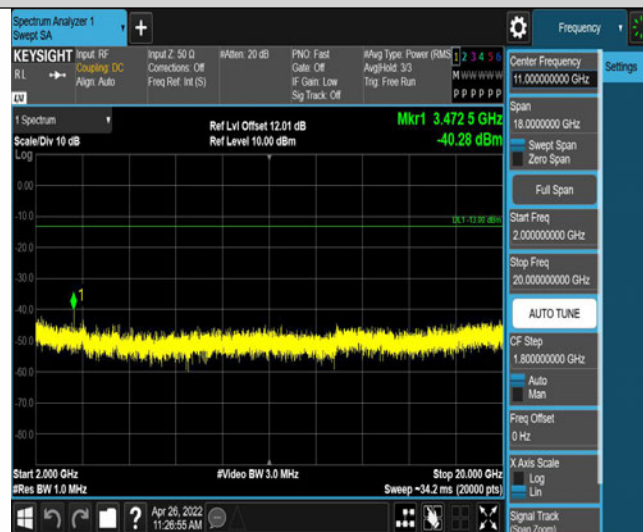 Spectrum Analyzer 1
Swept SA
+
Frequency
KEYSIGHT
RL
Input: RF
Coupling: DC
Align: Auto
Input Z: 50 Ω
Corrections: Off
Freq Ref: Int (S)
#Atten: 20 dB
PNO: Fast
Gate: Off
IF Gain: Low
Sig Track: Off
#Avg Type: Power (RMS
Avg|Hold: 3/3
Trig: Free Run
1 2 3 4 5 6
M W W W W W
P P P P P P
LXI
1 Spectrum
Scale/Div 10 dB
Ref Lvl Offset 12.01 dB
Ref Level 10.00 dBm
Mkr1 3.472 5 GHz
-40.28 dBm
Log
0.00
-10.0
DL1 -13.00 dBm
-20.0
-30.0
1
-40.0
-50.0
-60.0
-70.0
-80.0
Start 2.000 GHz
#Res BW 1.0 MHz
#Video BW 3.0 MHz
Stop 20.000 GHz
Sweep ~34.2 ms (20000 pts)
Center Frequency
11.000000000 GHz
Settings
Span
18.0000000 GHz
Swept Span
Zero Span
Full Span
Start Freq
2.000000000 GHz
Stop Freq
20.000000000 GHz
AUTO TUNE
CF Step
1.800000000 GHz
Auto
Man
Freq Offset
0 Hz
X Axis Scale
Log
Lin
Signal Track
(Span Zoom)
?
Apr 26, 2022
11:26:55 AM